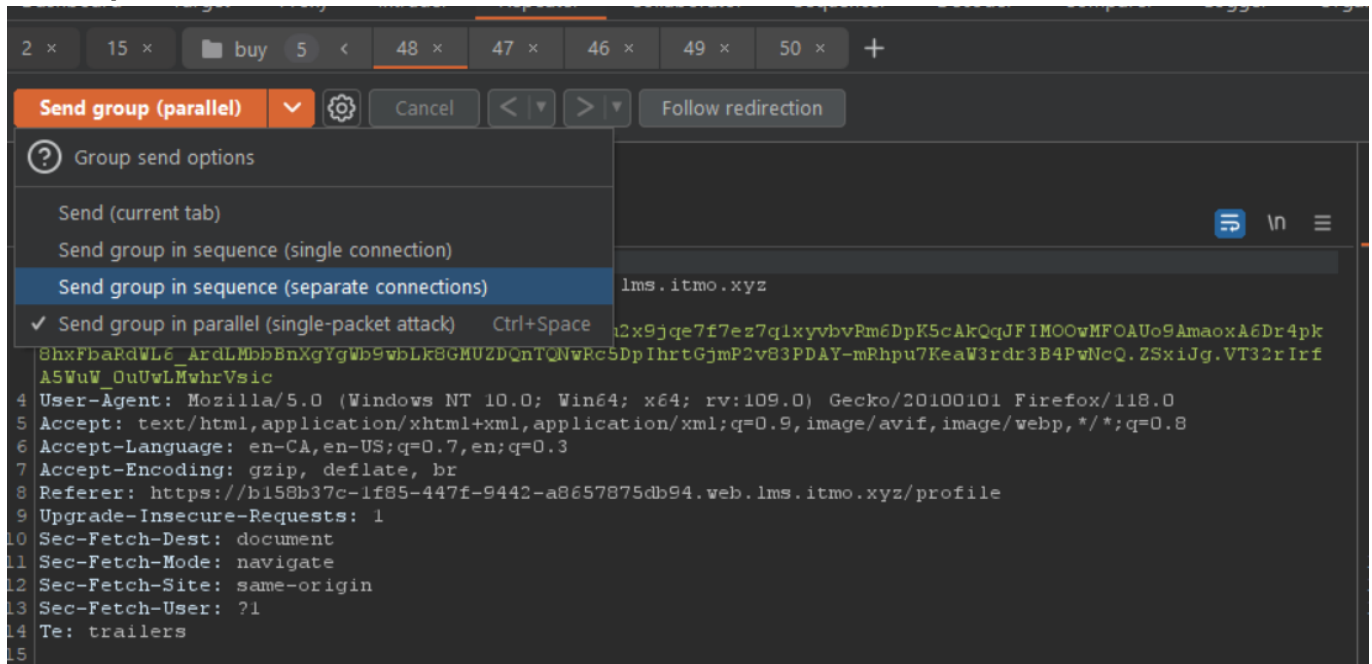 2 × 15 × buy 5 < 48 × 47 × 46 × 49 × 50 × +
Send group (parallel) Cancel < > Follow redirection
Group send options
Send (current tab)
Send group in sequence (single connection)
\n
Send group in sequence (separate connections) lms.itmo.xyz
✓ Send group in parallel (single-packet attack) Ctrl+Space 2x9jqe7f7ez7q1xyvbvRm6DpK5cAkQqJFIMOOwMFOAUo9AmaoxA6Dr4pk
8hxFbaRdWL6_ArdLMbbBnXgYgWb9wbLk8GMUZDQnTQNwRc5DpIhrtGjmP2v83PDAY-mRhpu7KeaW3rdr3B4PwNcQ.ZSxiJg.VT32rIrf
A5WuW_OuUwLMwhrVsic
4 User-Agent: Mozilla/5.0 (Windows NT 10.0; Win64; x64; rv:109.0) Gecko/20100101 Firefox/118.0
5 Accept: text/html,application/xhtml+xml,application/xml;q=0.9,image/avif,image/webp,*/*;q=0.8
6 Accept-Language: en-CA,en-US;q=0.7,en;q=0.3
7 Accept-Encoding: gzip, deflate, br
8 Referer: https://b158b37c-1f85-447f-9442-a8657875db94.web.lms.itmo.xyz/profile
9 Upgrade-Insecure-Requests: 1
10 Sec-Fetch-Dest: document
11 Sec-Fetch-Mode: navigate
12 Sec-Fetch-Site: same-origin
13 Sec-Fetch-User: ?1
14 Te: trailers
15